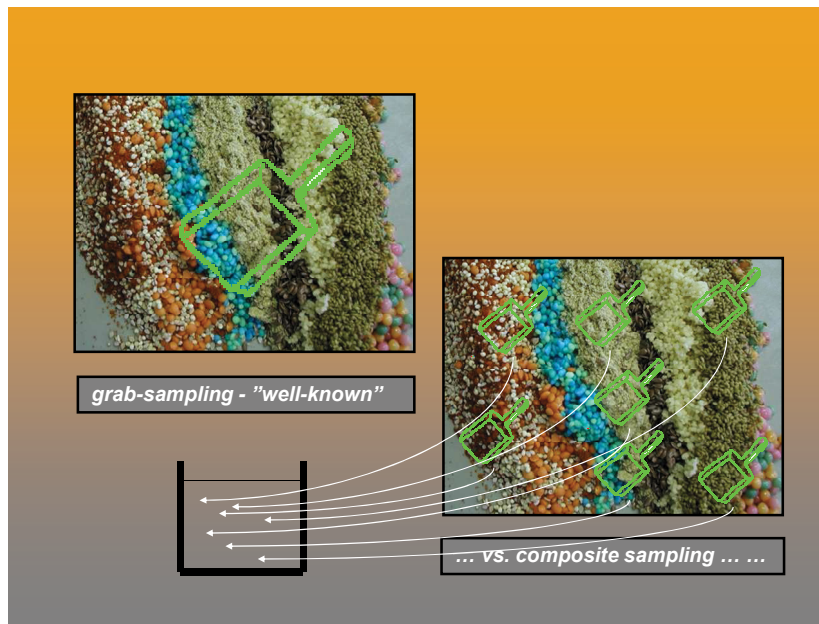 grab-sampling - ”well-known”
… vs. composite sampling … …